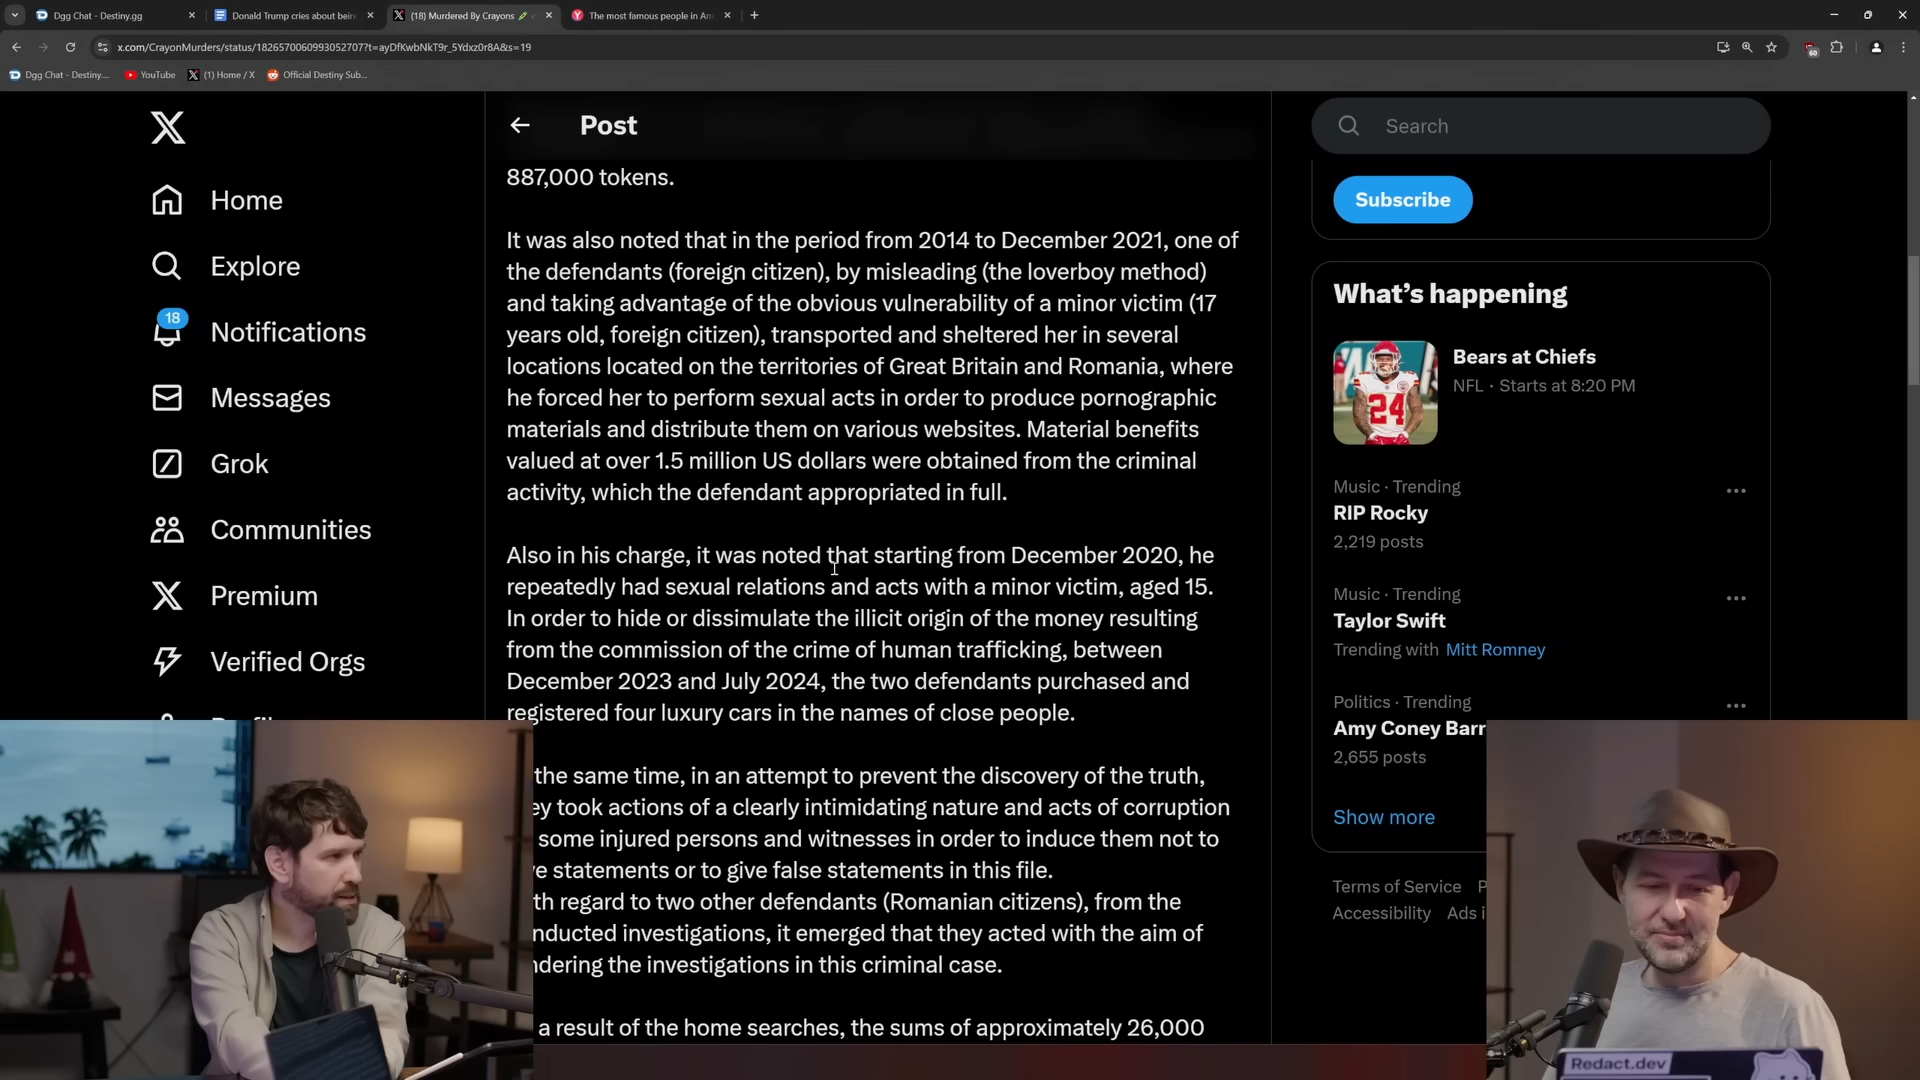 Dgg Chat - Destiny.gg
Donald Trump cries about bein
(18) Murdered By Crayons
The most famous people in Am
x.com/CrayonMurders/status/1826570060993052707?t=ayDfKwbNkT9r_5Ydxz0r8A&s=19
60
Dgg Chat - Destiny....
YouTube
(1) Home / X
Official Destiny Sub...
Home
Explore
18
Notifications
Messages
Grok
Communities
Premium
Verified Orgs
Post
887,000 tokens.
It was also noted that in the period from 2014 to December 2021, one of
the defendants (foreign citizen), by misleading (the loverboy method)
and taking advantage of the obvious vulnerability of a minor victim (17
years old, foreign citizen), transported and sheltered her in several
locations located on the territories of Great Britain and Romania, where
he forced her to perform sexual acts in order to produce pornographic
materials and distribute them on various websites. Material benefits
valued at over 1.5 million US dollars were obtained from the criminal
activity, which the defendant appropriated in full.
Also in his charge, it was noted that starting from December 2020, he
repeatedly had sexual relations and acts with a minor victim, aged 15.
In order to hide or dissimulate the illicit origin of the money resulting
from the commission of the crime of human trafficking, between
December 2023 and July 2024, the two defendants purchased and
registered four luxury cars in the names of close people.
the same time, in an attempt to prevent the discovery of the truth,
ey took actions of a clearly intimidating nature and acts of corruption
some injured persons and witnesses in order to induce them not to
ve statements or to give false statements in this file.
th regard to two other defendants (Romanian citizens), from the
nducted investigations, it emerged that they acted with the aim of
ndering the investigations in this criminal case.
a result of the home searches, the sums of approximately 26,000
Search
Subscribe
What's happening
Bears at Chiefs
NFL · Starts at 8:20 PM
Music · Trending
RIP Rocky
2,219 posts
Music · Trending
Taylor Swift
Trending with Mitt Romney
Politics · Trending
Amy Coney Barr
2,655 posts
Show more
Terms of Service P
Accessibility Ads i
Redact.dev